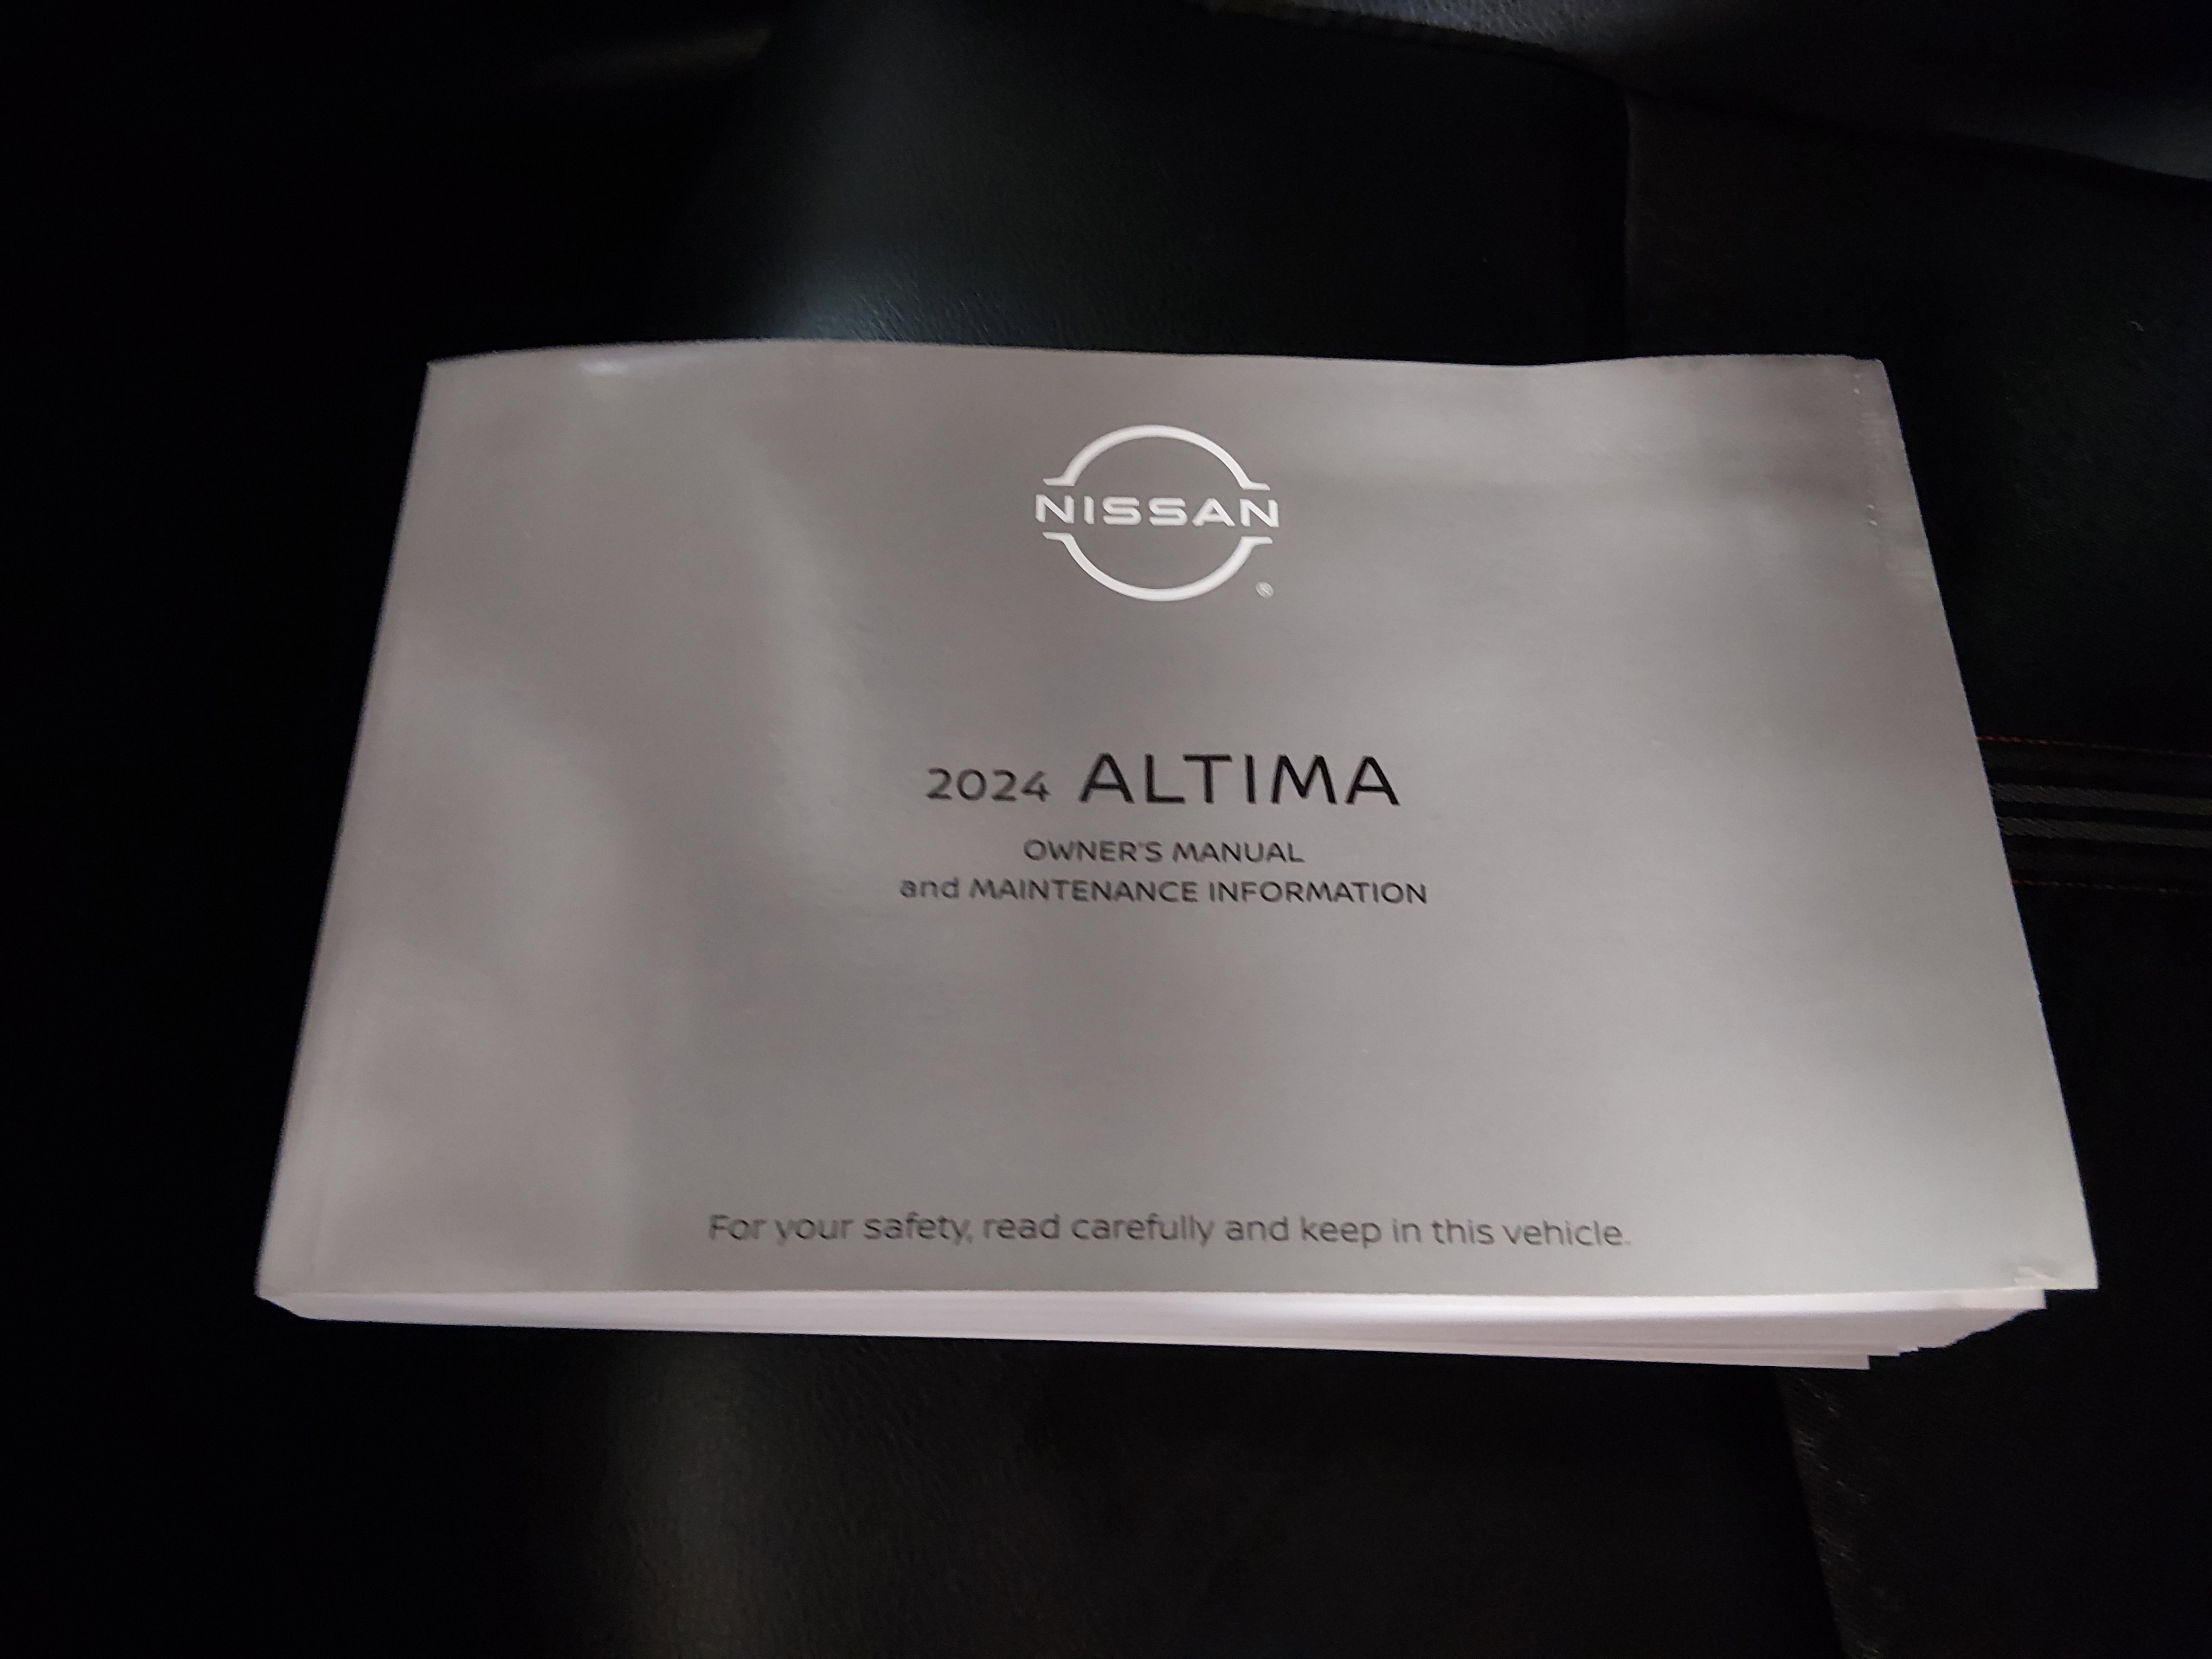 NISSAN
®
2024 ALTIMA
OWNER'S MANUAL
and MAINTENANCE INFORMATION
For your safety, read carefully and keep in this vehicle.